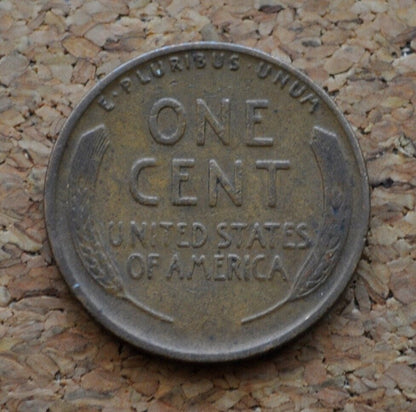 E·PLURIBUS·UNUM
ONE
CENT
UNITED STATES
OF AMERICA